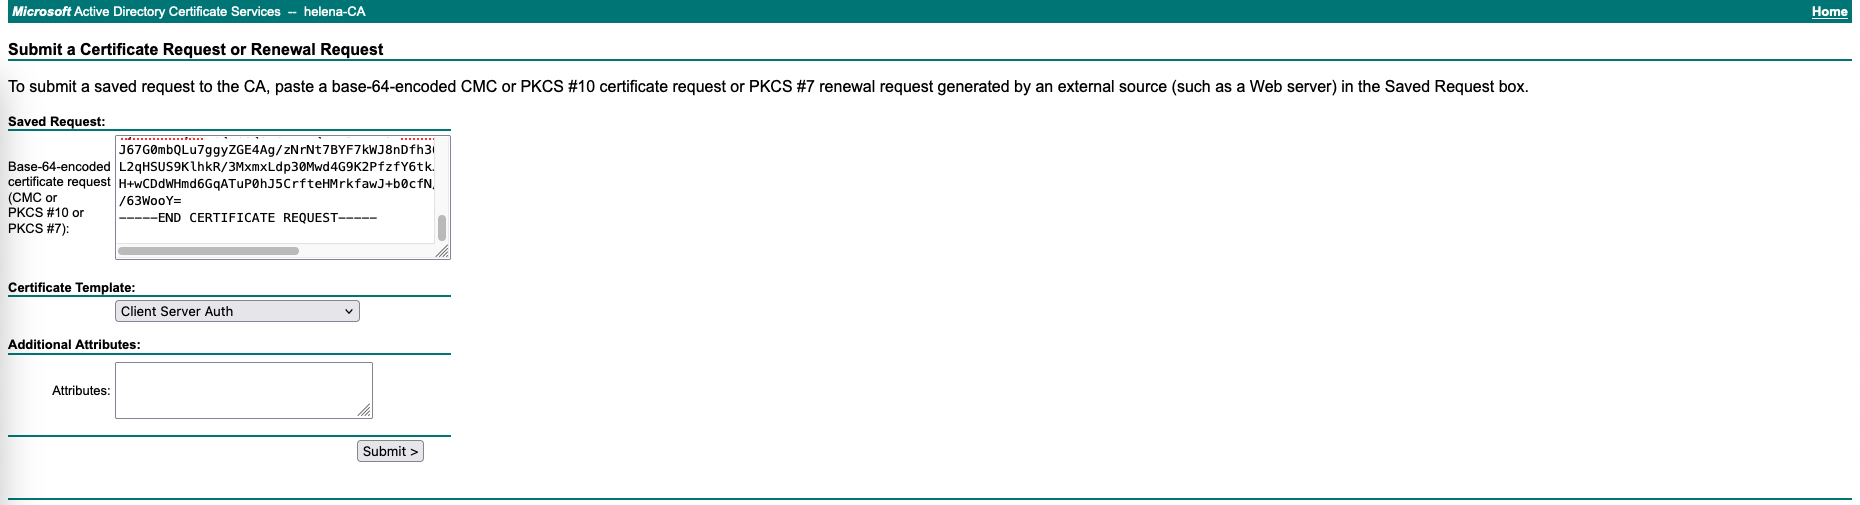 Microsoft Active Directory Certificate Services -- helena-CA
Home
Submit a Certificate Request or Renewal Request
To submit a saved request to the CA, paste a base-64-encoded CMC or PKCS #10 certificate request or PKCS #7 renewal request generated by an external source (such as a Web server) in the Saved Request box.
Saved Request:
Base-64-encoded
certificate request
(CMC or
PKCS #10 or
PKCS #7):
J67G0mbQLu7ggyZGE4Ag/zNrNt7BYF7kWJ8nDfh3
L2qHSUS9KlhkR/3MxmxLdp30Mwd4G9K2PfzfY6tk
H+wCDdWHmd6GqATuP0hJ5CrfteHMrkfawJ+b0cfN
/63WooY=
-----END CERTIFICATE REQUEST-----
Certificate Template:
Client Server Auth
Additional Attributes:
Attributes:
Submit >